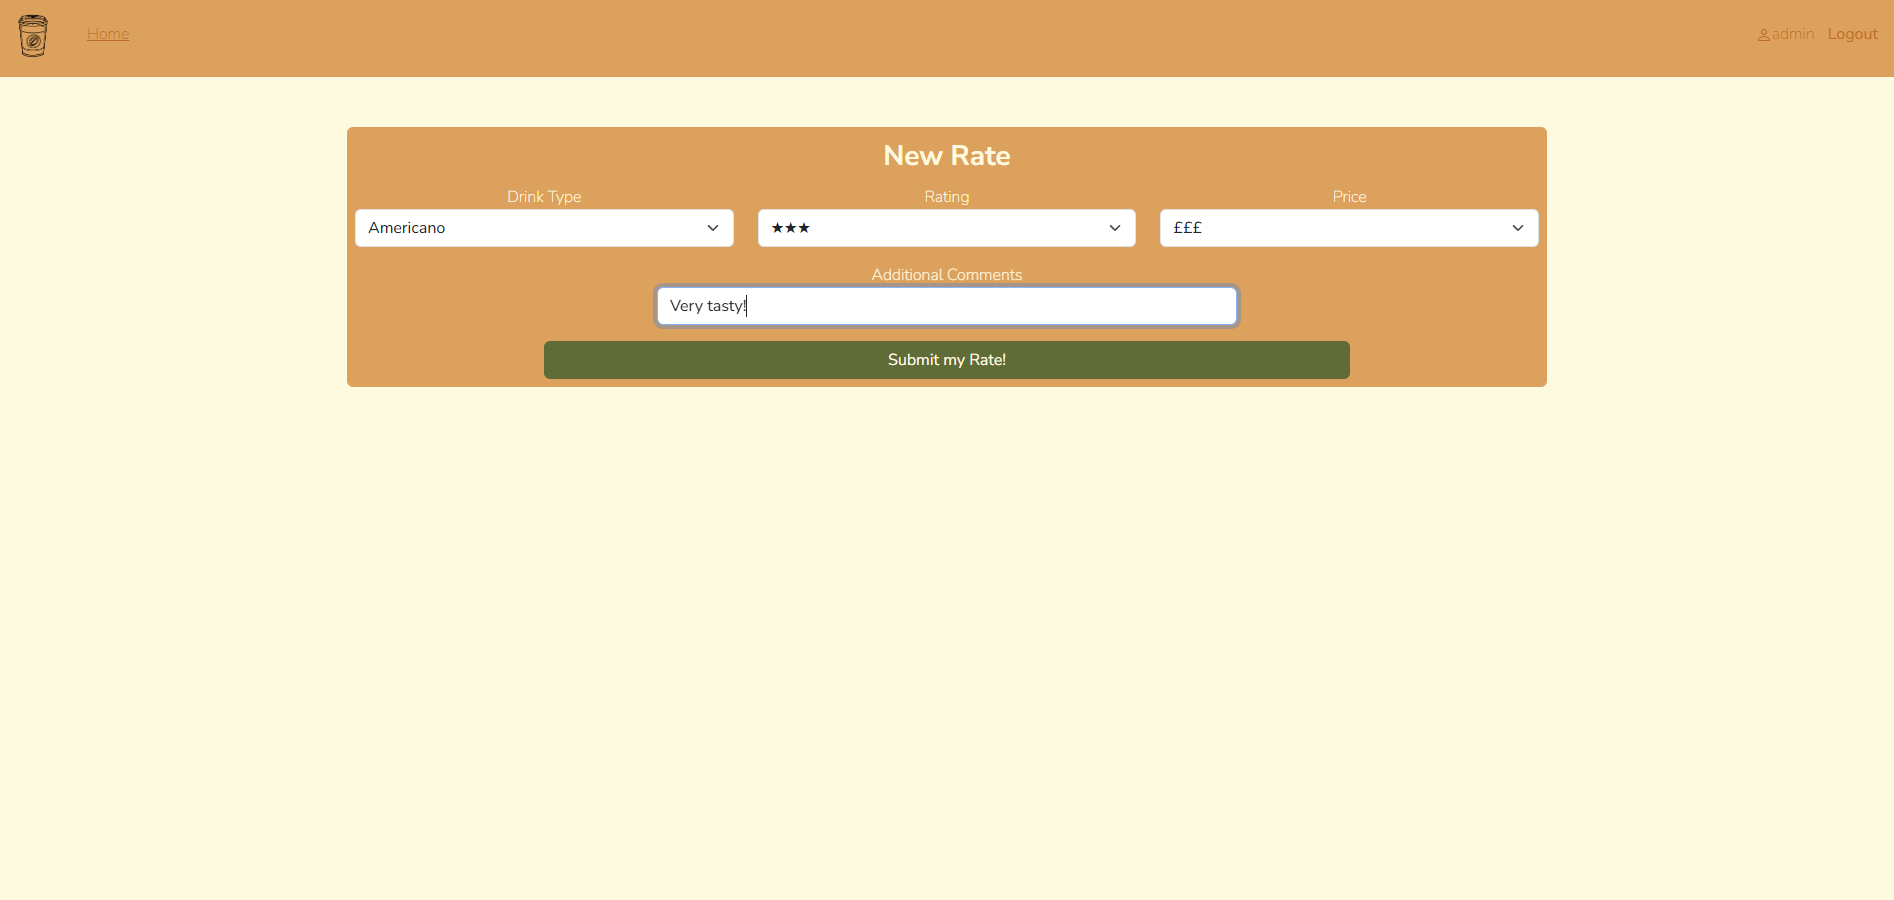 Home
admin Logout
New Rate
Drink Type Rating Price
Americano ★★★ £££
Additional Comments
Very tasty!
Submit my Rate!